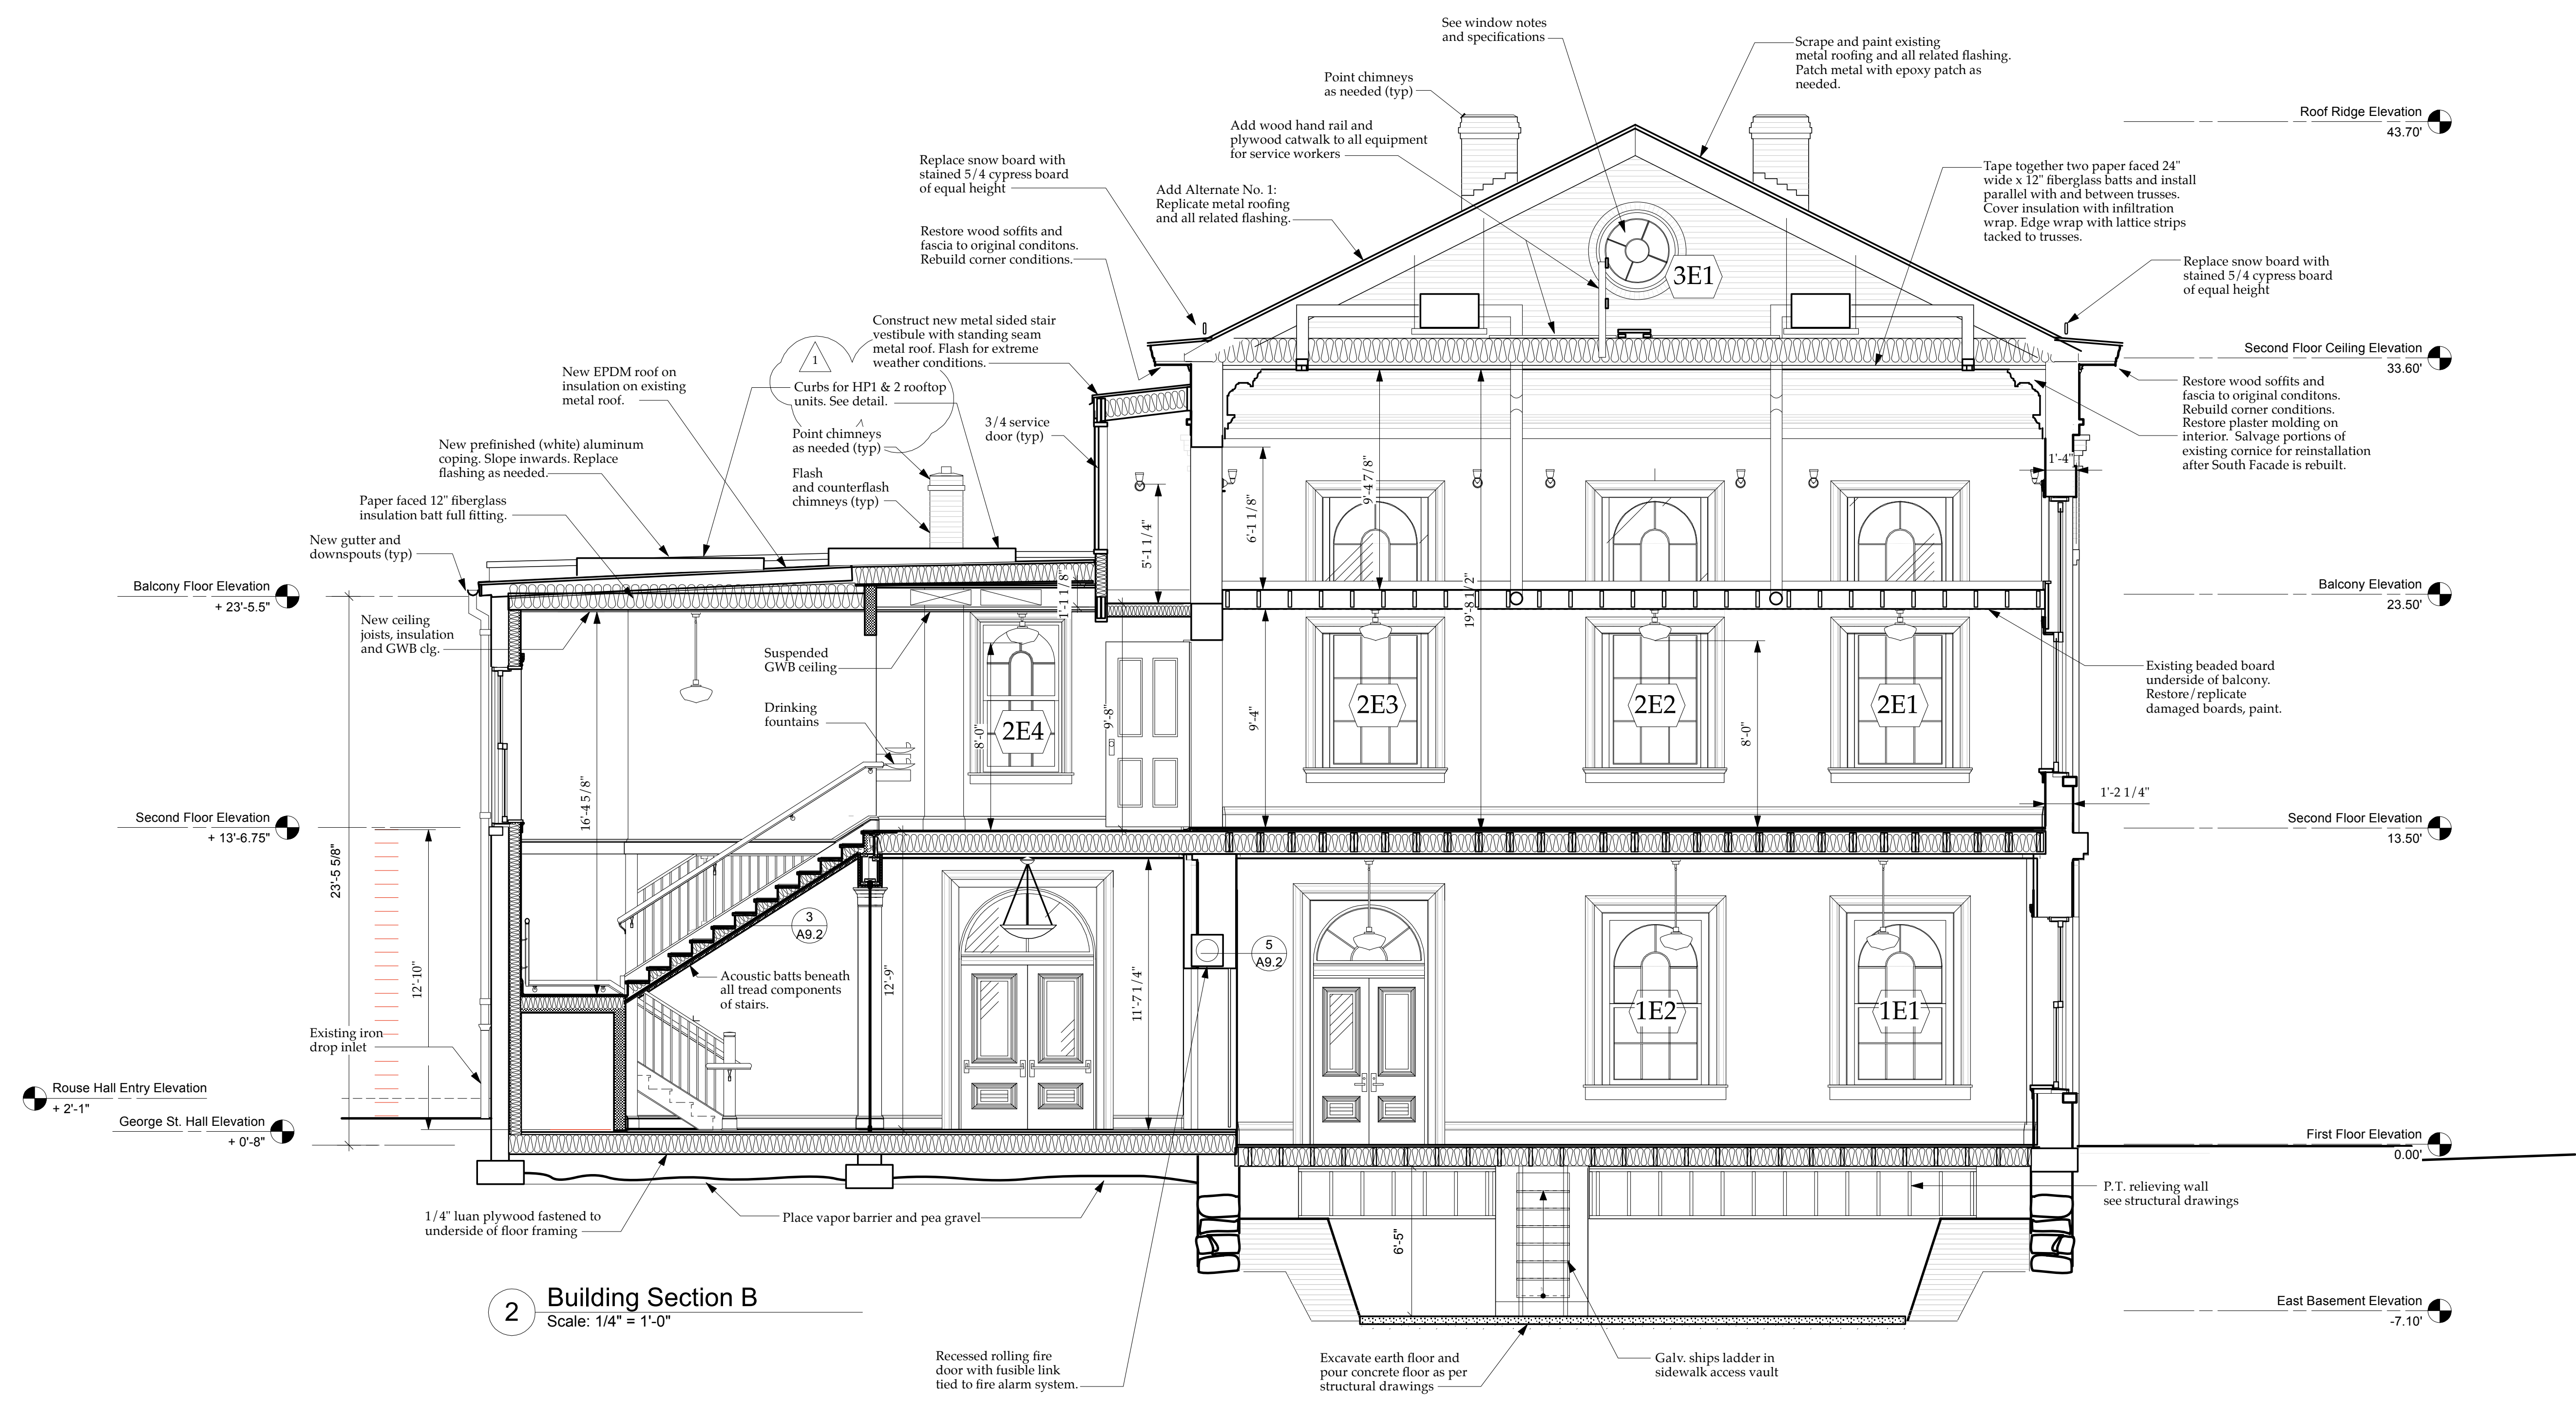 See window notes
and specifications
Scrape and paint existing
metal roofing and all related flashing.
Patch metal with epoxy patch as
needed.
Point chimneys
as needed (typ)
Roof Ridge Elevation
43.70'
Add wood hand rail and
plywood catwalk to all equipment
for service workers
Replace snow board with
stained 5/4 cypress board
of equal height
Tape together two paper faced 24"
wide x 12" fiberglass batts and install
parallel with and between trusses.
Cover insulation with infiltration
wrap. Edge wrap with lattice strips
tacked to trusses.
Add Alternate No. 1:
Replicate metal roofing
and all related flashing.
Restore wood soffits and
fascia to original conditons.
Rebuild corner conditions.
3E1
Replace snow board with
stained 5/4 cypress board
of equal height
Construct new metal sided stair
vestibule with standing seam
metal roof. Flash for extreme
weather conditions.
1
Second Floor Ceiling Elevation
33.60'
New EPDM roof on
insulation on existing
metal roof.
Curbs for HP1 & 2 rooftop
units. See detail.
Restore wood soffits and
fascia to original conditons.
Rebuild corner conditions.
Restore plaster molding on
interior. Salvage portions of
existing cornice for reinstallation
after South Facade is rebuilt.
3/4 service
door (typ)
Point chimneys
as needed (typ)
New prefinished (white) aluminum
coping. Slope inwards. Replace
flashing as needed.
Flash
and counterflash
chimneys (typ)
1'-4"
9'-4 7/8"
Paper faced 12" fiberglass
insulation batt full fitting.
6'-1 1/8"
5'-1 1/4"
New gutter and
downspouts (typ)
Balcony Floor Elevation
+ 23'-5.5"
Balcony Elevation
23.50'
1'-1 1/8"
19'-8 1/2"
New ceiling
joists, insulation
and GWB clg.
Suspended
GWB ceiling
Existing beaded board
underside of balcony.
Restore/replicate
damaged boards, paint.
Drinking
fountains
2E4
2E3
2E2
2E1
8'-0"
9'-8"
9'-4"
8'-0"
16'-4 5/8"
1'-2 1/4"
Second Floor Elevation
+ 13'-6.75"
Second Floor Elevation
13.50'
23'-5 5/8"
3
A9.2
5
A9.2
12'-10"
Acoustic batts beneath
all tread components
of stairs.
12'-9"
11'-7 1/4"
1E2
1E1
Existing iron
drop inlet
Rouse Hall Entry Elevation
+ 2'-1"
George St. Hall Elevation
+ 0'-8"
First Floor Elevation
0.00'
P.T. relieving wall
see structural drawings
1/4" luan plywood fastened to
underside of floor framing
Place vapor barrier and pea gravel
6'-5"
2
Building Section B
Scale: 1/4" = 1'-0"
East Basement Elevation
-7.10'
Recessed rolling fire
door with fusible link
tied to fire alarm system.
Excavate earth floor and
pour concrete floor as per
structural drawings
Galv. ships ladder in
sidewalk access vault